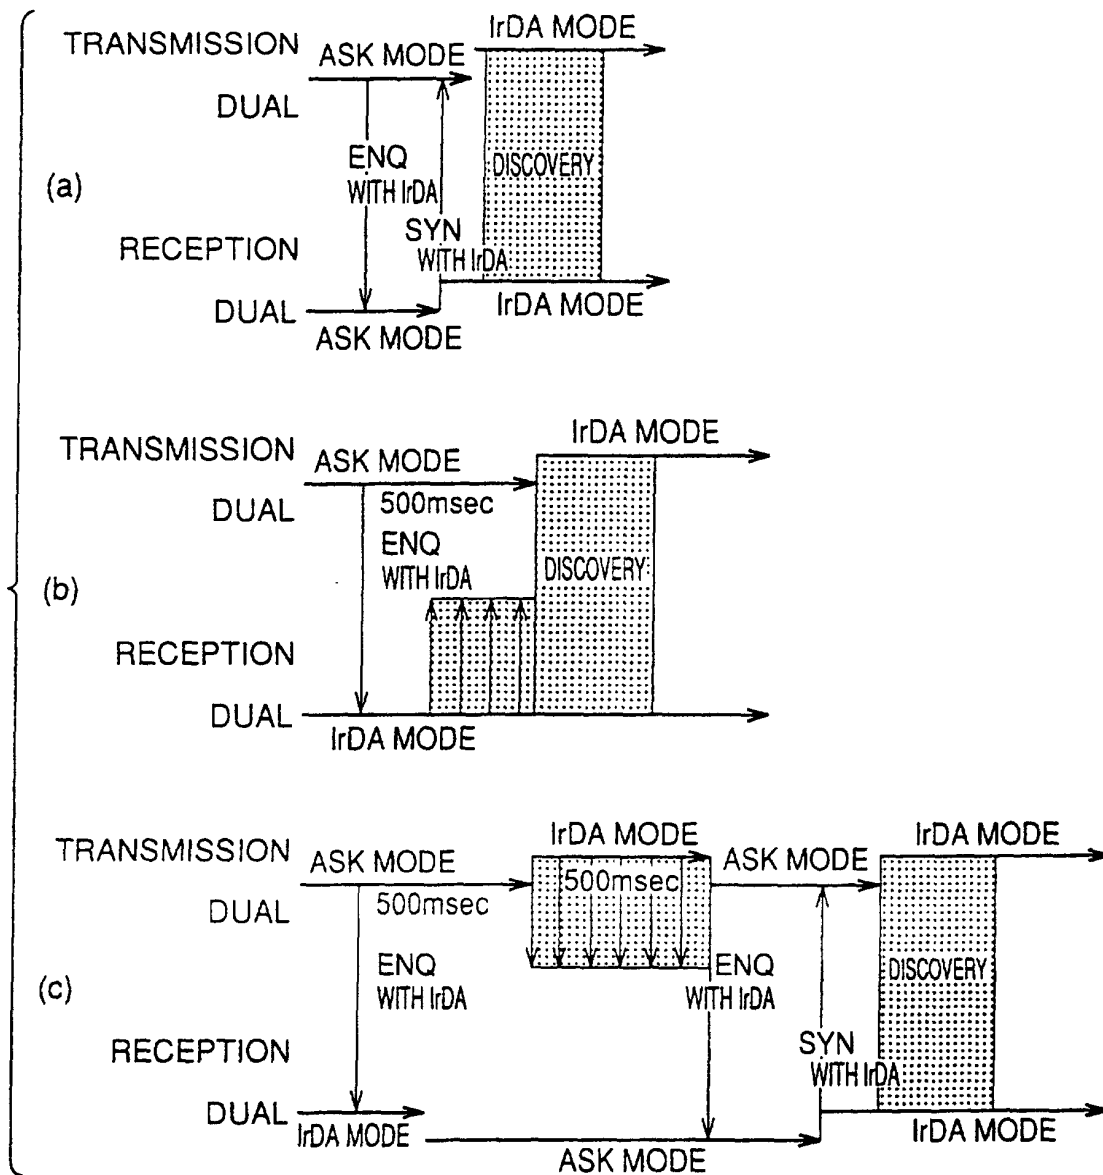 (a)
TRANSMISSION
DUAL
ASK MODE
IrDA MODE
ENQ
WITH IrDA
SYN
WITH IrDA
DISCOVERY
RECEPTION
DUAL
ASK MODE
IrDA MODE
(b)
TRANSMISSION
DUAL
ASK MODE
500msec
IrDA MODE
ENQ
WITH IrDA
DISCOVERY
RECEPTION
DUAL
IrDA MODE
(c)
TRANSMISSION
DUAL
ASK MODE
500msec
IrDA MODE
500msec
ASK MODE
IrDA MODE
ENQ
WITH IrDA
ENQ
WITH IrDA
DISCOVERY
SYN
WITH IrDA
RECEPTION
DUAL
IrDA MODE
ASK MODE
IrDA MODE